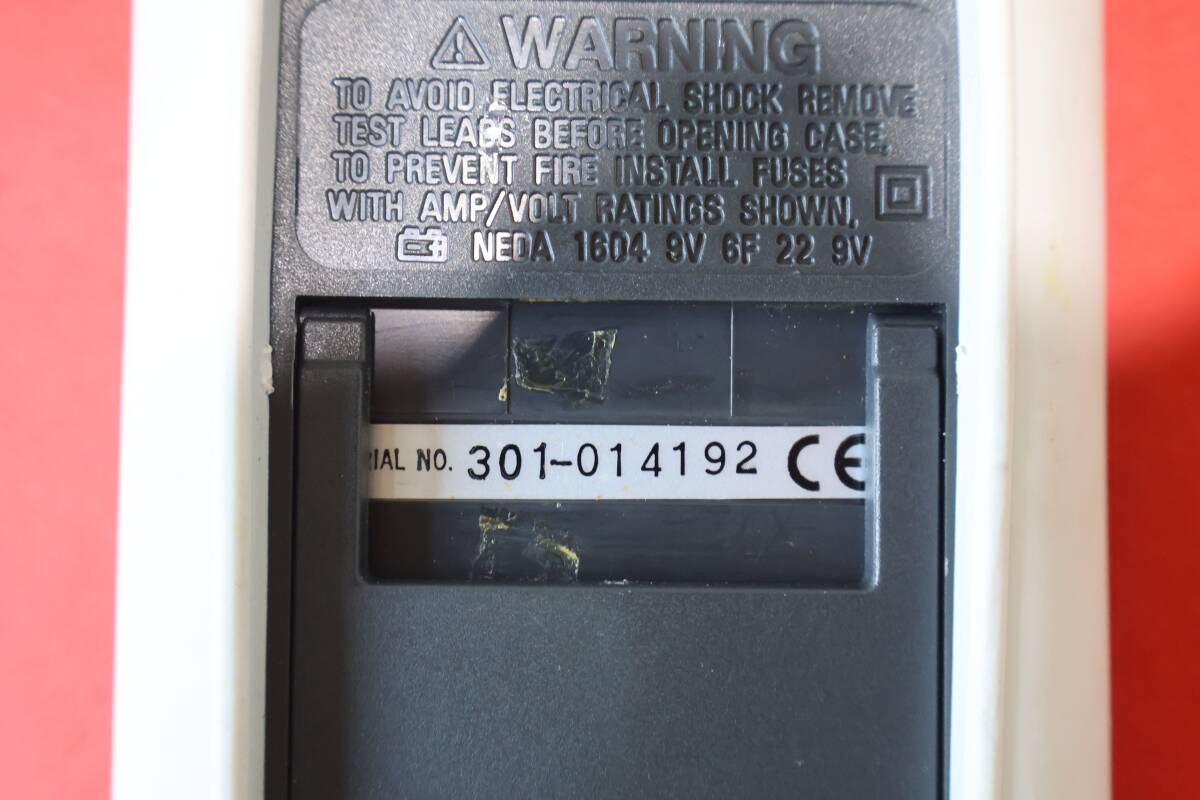 WARNING
TO AVOID ELECTRICAL SHOCK REMOVE
TEST LEADS BEFORE OPENING CASE,
TO PREVENT FIRE INSTALL FUSES
WITH AMP/VOLT RATINGS SHOWN,
NEDA 1604 9V 6F 22 9V
RIAL NO. 301-014192 CE